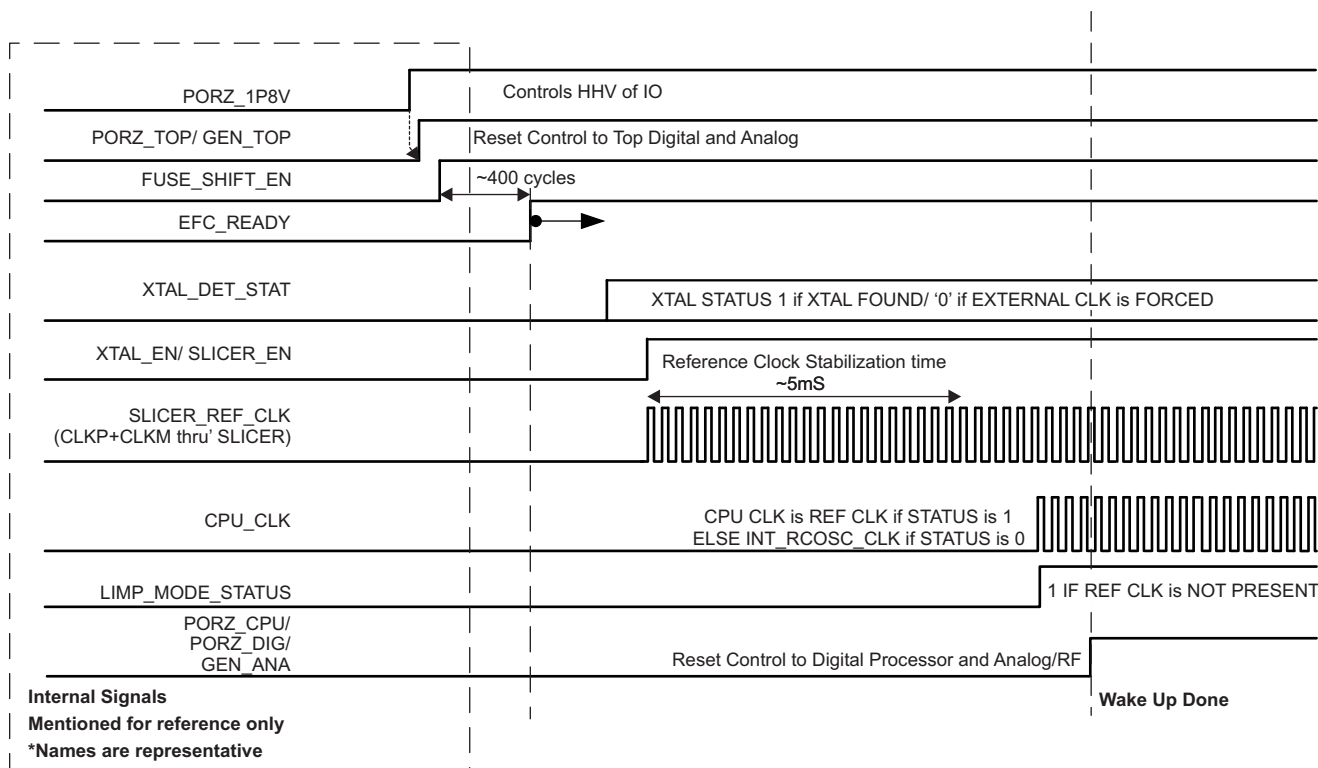 PORZ_1P8V
Controls HHV of IO
PORZ_TOP/ GEN_TOP
Reset Control to Top Digital and Analog
FUSE_SHIFT_EN
~400 cycles
EFC_READY
XTAL_DET_STAT
XTAL STATUS 1 if XTAL FOUND/ ‘0’ if EXTERNAL CLK is FORCED
XTAL_EN/ SLICER_EN
Reference Clock Stabilization time
~5mS
SLICER_REF_CLK
(CLKP+CLKM thru’ SLICER)
CPU_CLK
CPU CLK is REF CLK if STATUS is 1
ELSE INT_RCOSC_CLK if STATUS is 0
LIMP_MODE_STATUS
1 IF REF CLK is NOT PRESENT
PORZ_CPU/
PORZ_DIG/
GEN_ANA
Reset Control to Digital Processor and Analog/RF
Internal Signals
Mentioned for reference only
*Names are representative
Wake Up Done